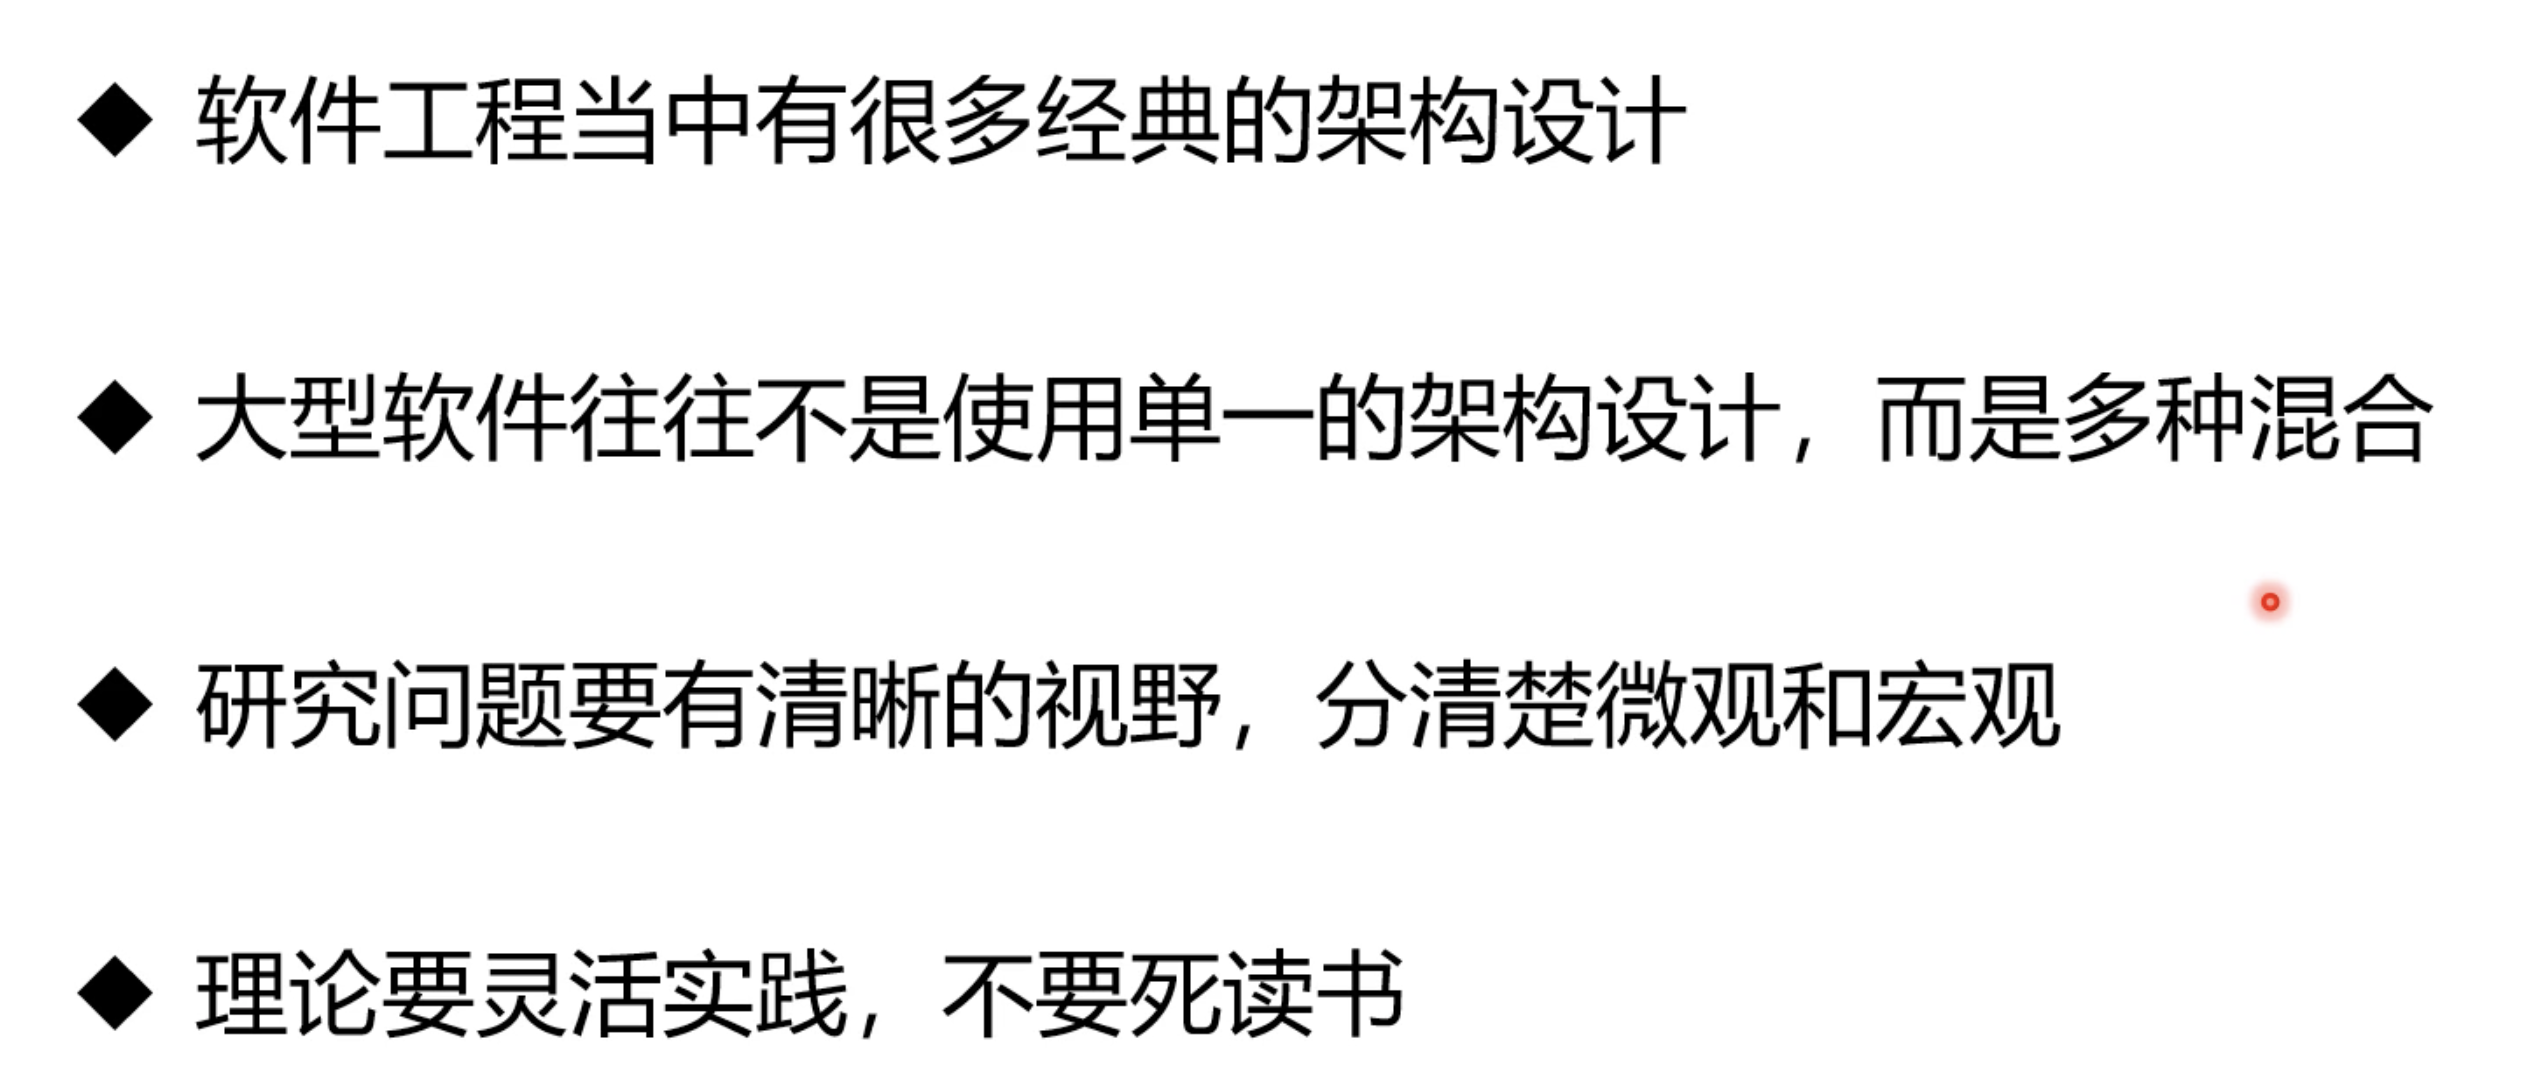 ◆ 软件工程当中有很多经典的架构设计
◆ 大型软件往往不是使用单一的架构设计，而是多种混合
◆ 研究问题要有清晰的视野，分清楚微观和宏观
◆ 理论要灵活实践，不要死读书